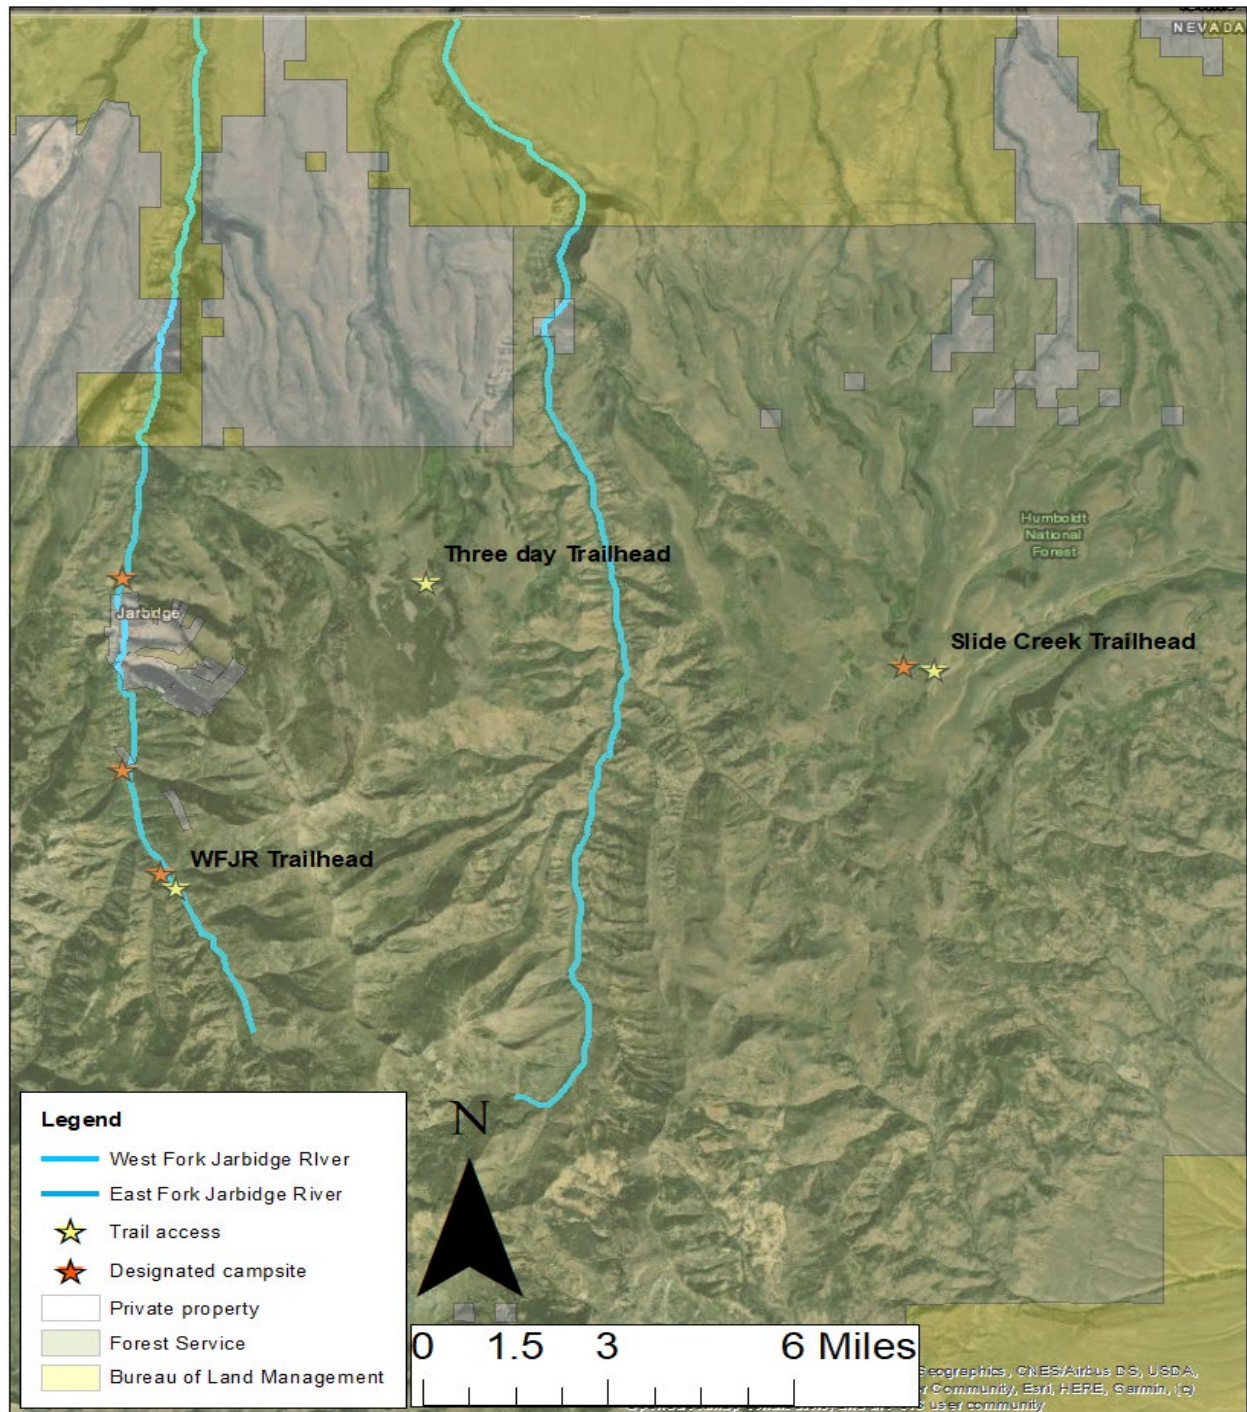 NEVADA
Humboldt
National
Forest
Three day Trailhead
Jarbidge
Slide Creek Trailhead
WFJR Trailhead
N
Legend
West Fork Jarbidge RIver
East Fork Jarbidge River
Trail access
Designated campsite
Private property
Forest Service
Bureau of Land Management
0 1.5 3 6 Miles
Geographics, CNES/Airbus DS, USDA,
Community, Esri, HERE, Garmin, (c)
user community